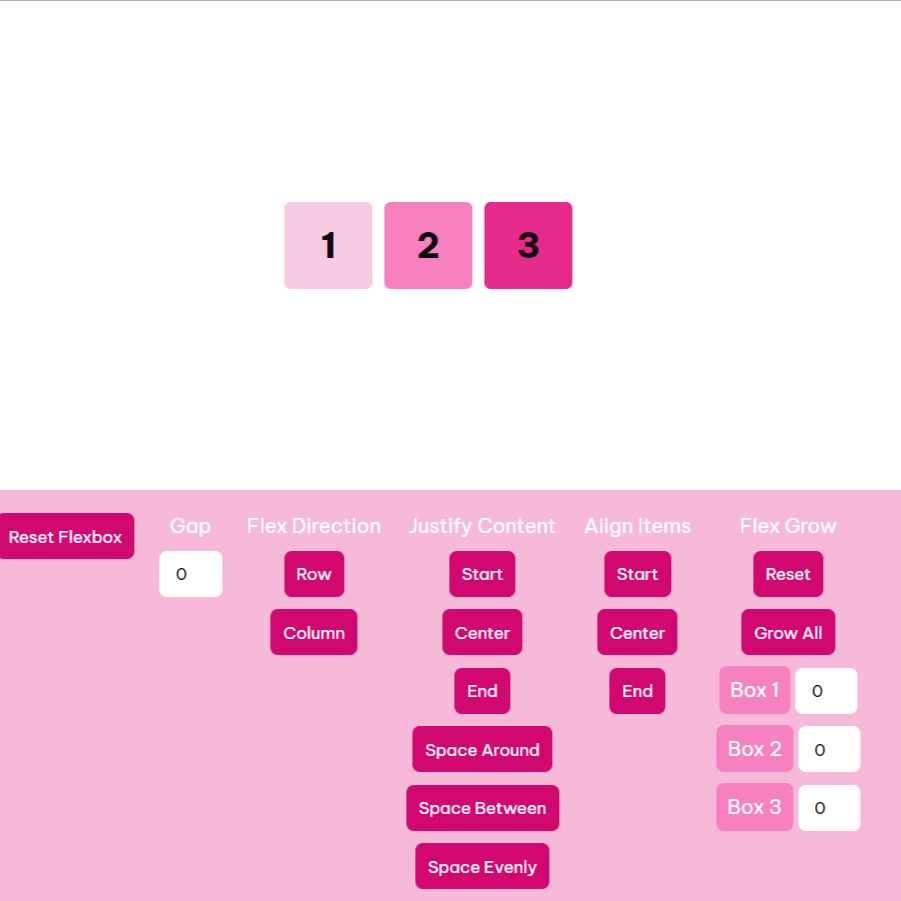 1 2 3
Reset Flexbox
Gap
0
Flex Direction
Row
Column
Justify Content
Start
Center
End
Space Around
Space Between
Space Evenly
Align Items
Start
Center
End
Flex Grow
Reset
Grow All
Box 1 0
Box 2 0
Box 3 0